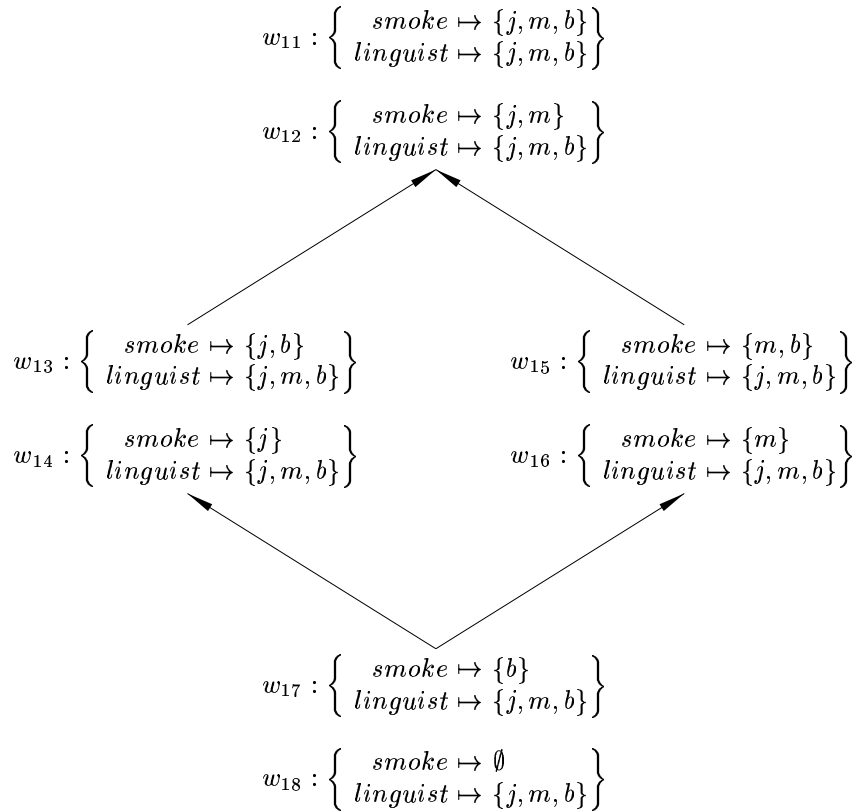 w₁₁ : { smoke ↦ {j, m, b}
linguist ↦ {j, m, b} }
w₁₂ : { smoke ↦ {j, m}
linguist ↦ {j, m, b} }
w₁₃ : { smoke ↦ {j, b}
linguist ↦ {j, m, b} }
w₁₅ : { smoke ↦ {m, b}
linguist ↦ {j, m, b} }
w₁₄ : { smoke ↦ {j}
linguist ↦ {j, m, b} }
w₁₆ : { smoke ↦ {m}
linguist ↦ {j, m, b} }
w₁₇ : { smoke ↦ {b}
linguist ↦ {j, m, b} }
w₁₈ : { smoke ↦ ∅
linguist ↦ {j, m, b} }